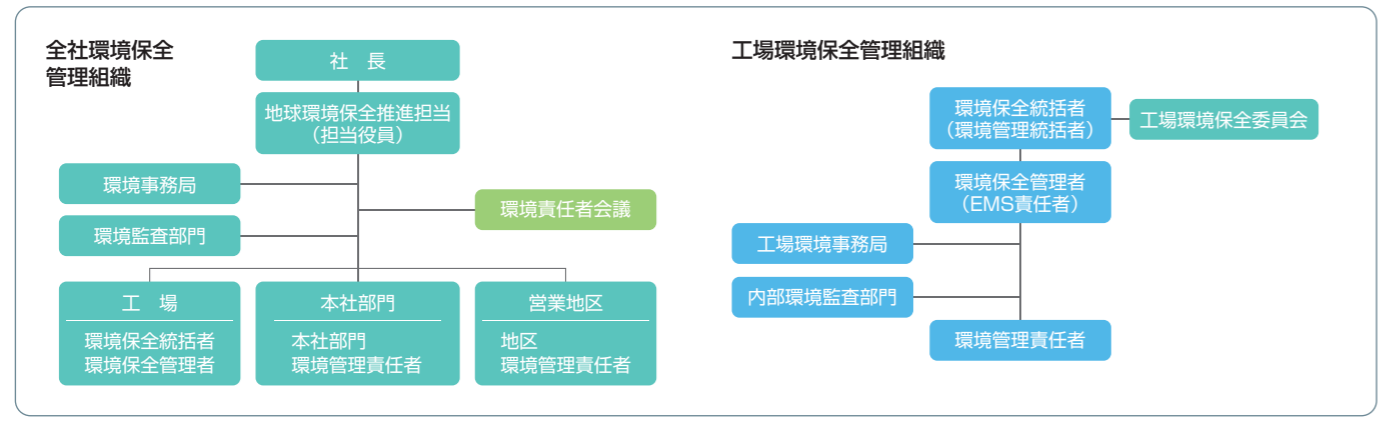 全社環境保全
管理組織
社　長
地球環境保全推進担当
（担当役員）
環境事務局
環境責任者会議
環境監査部門
工　場
環境保全統括者
環境保全管理者
本社部門
本社部門
環境管理責任者
営業地区
地区
環境管理責任者
工場環境保全管理組織
環境保全統括者
（環境管理統括者）
工場環境保全委員会
環境保全管理者
（EMS責任者）
工場環境事務局
内部環境監査部門
環境管理責任者